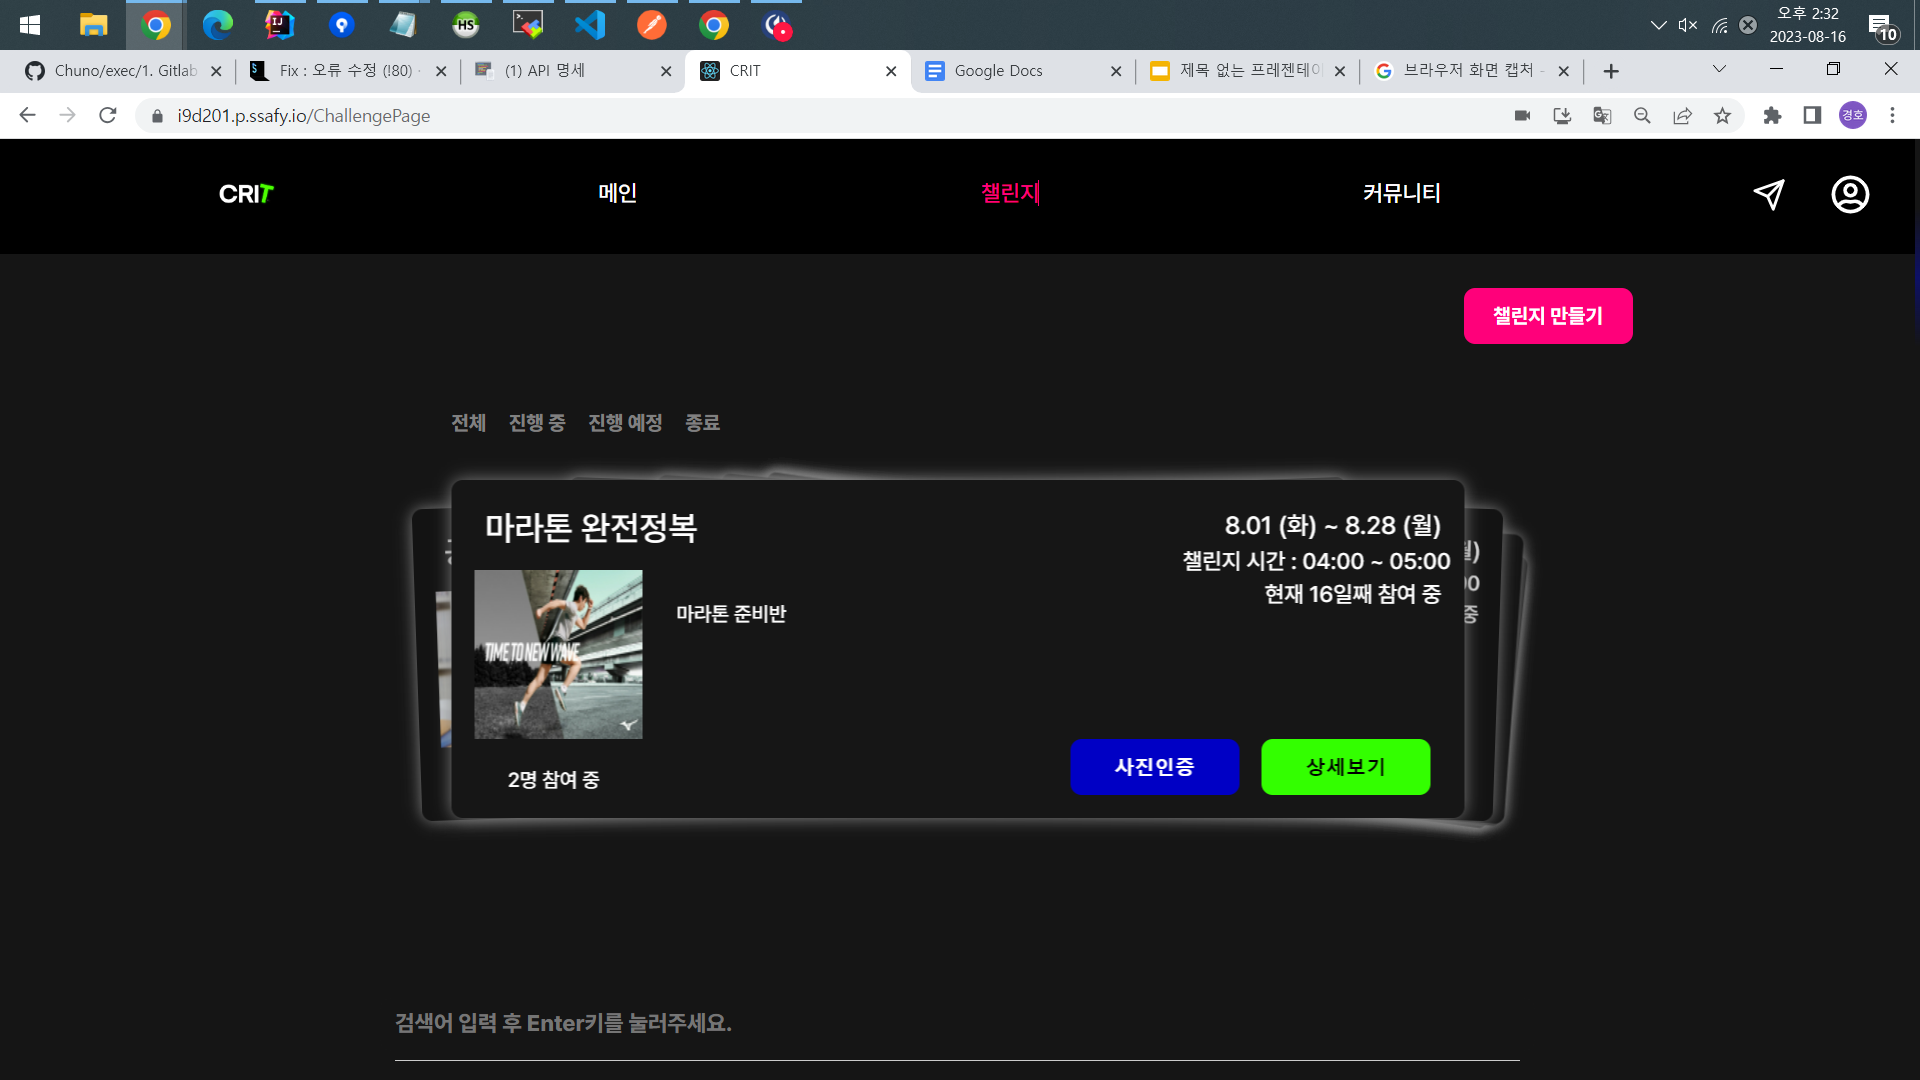 오후 2:32
2023-08-16
10
Chuno/exec/1. Gitlab
Fix : 오류 수정 (!80) ·
(1) API 명세
CRIT
Google Docs
제목 없는 프레젠테이
브라우저 화면 캡처 -
i9d201.p.ssafy.io/ChallengePage
경호
CRIT
메인
챌린지
커뮤니티
챌린지 만들기
전체
진행 중
진행 예정
종료
마라톤 완전정복
8.01 (화) ~ 8.28 (월)
챌린지 시간 : 04:00 ~ 05:00
현재 16일째 참여 중
마라톤 준비반
TIME TO NEW WAVE
2명 참여 중
사진인증
상세보기
검색어 입력 후 Enter키를 눌러주세요.